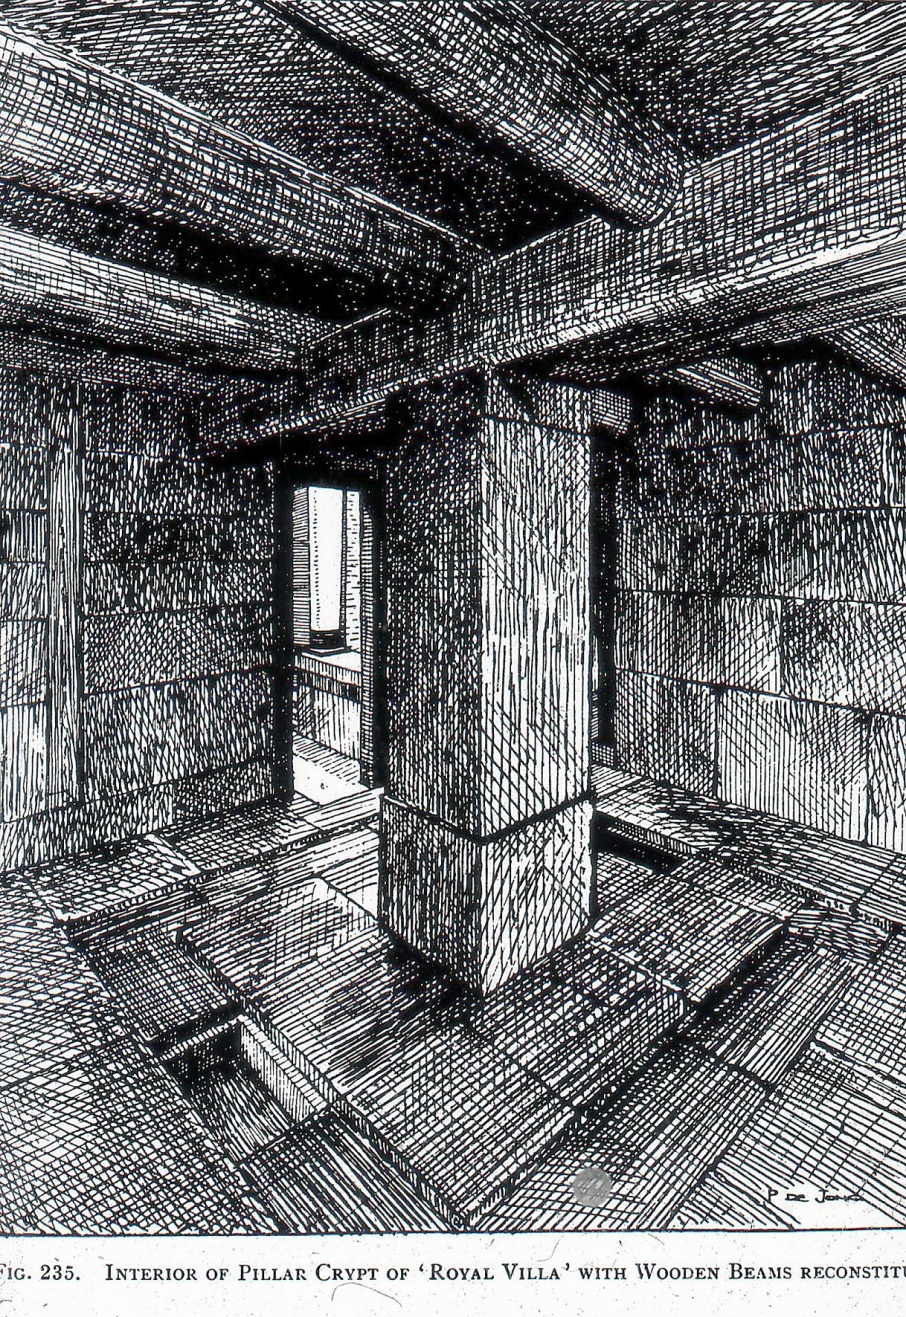 P DE JONG
FIG. 235. INTERIOR OF PILLAR CRYPT OF ‘ROYAL VILLA’ WITH WOODEN BEAMS RECONSTITU